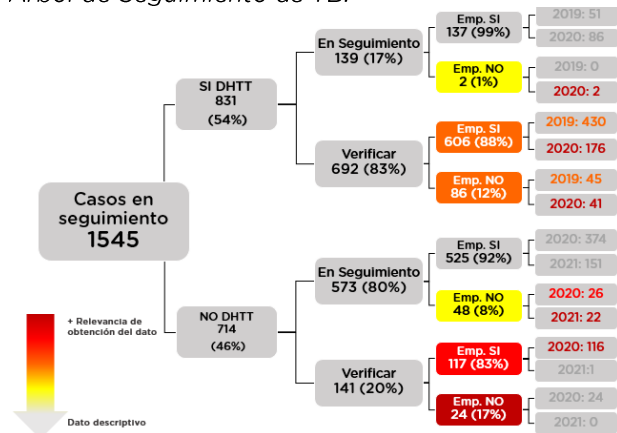 Árbol de Seguimiento de TB.
Casos en
seguimiento
1545
SI DHTT
831
(54%)
En Seguimiento
139 (17%)
Emp. SI
137 (99%)
2019: 51
2020: 86
Emp. NO
2 (1%)
2019: 0
2020: 2
Verificar
692 (83%)
Emp. SI
606 (88%)
2019: 430
2020: 176
Emp. NO
86 (12%)
2019: 45
2020: 41
NO DHTT
714
(46%)
En Seguimiento
573 (80%)
Emp. SI
525 (92%)
2020: 374
2021: 151
Emp. NO
48 (8%)
2020: 26
2021: 22
Verificar
141 (20%)
Emp. SI
117 (83%)
2020: 116
2021:1
Emp. NO
24 (17%)
2020: 24
2021: 0
+ Relevancia de
obtención del dato
Dato descriptivo